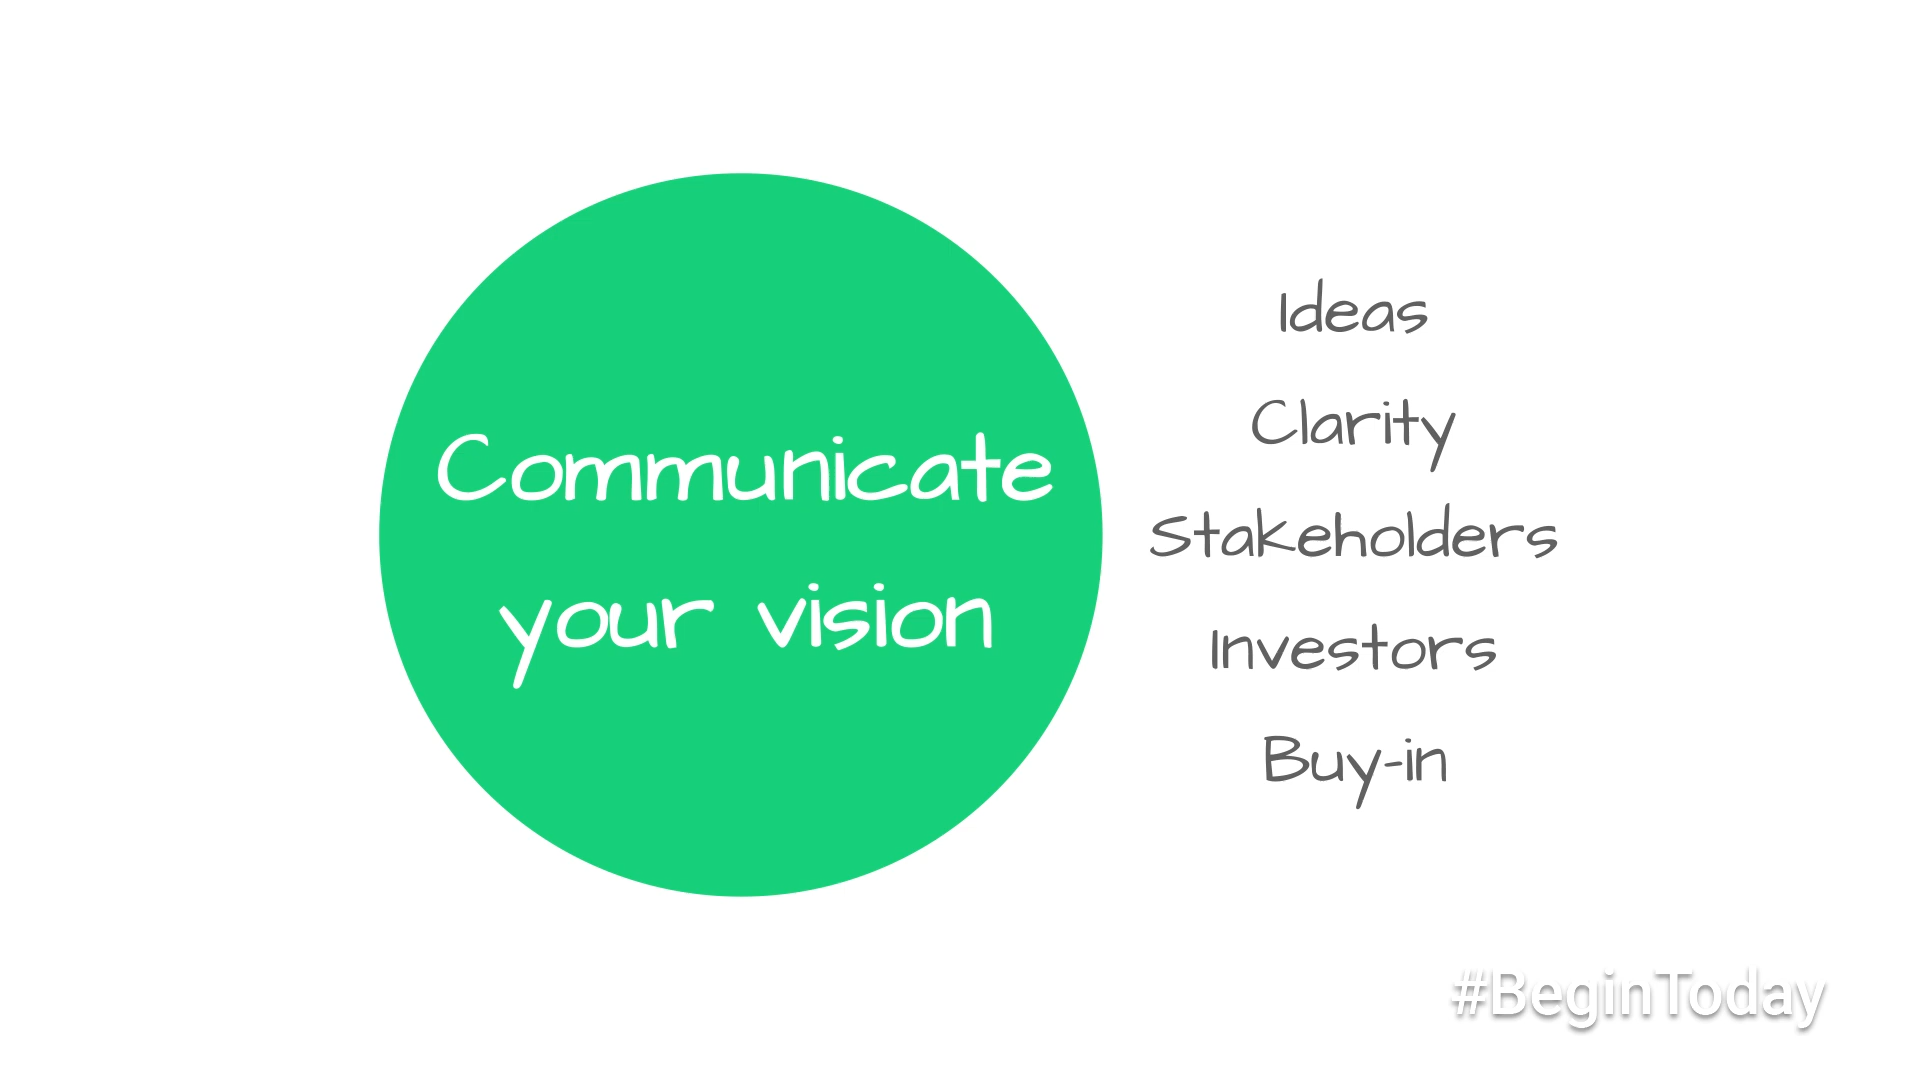 Communicate
your vision
Ideas
Clarity
Stakeholders
Investors
Buy-in
#BeginToday